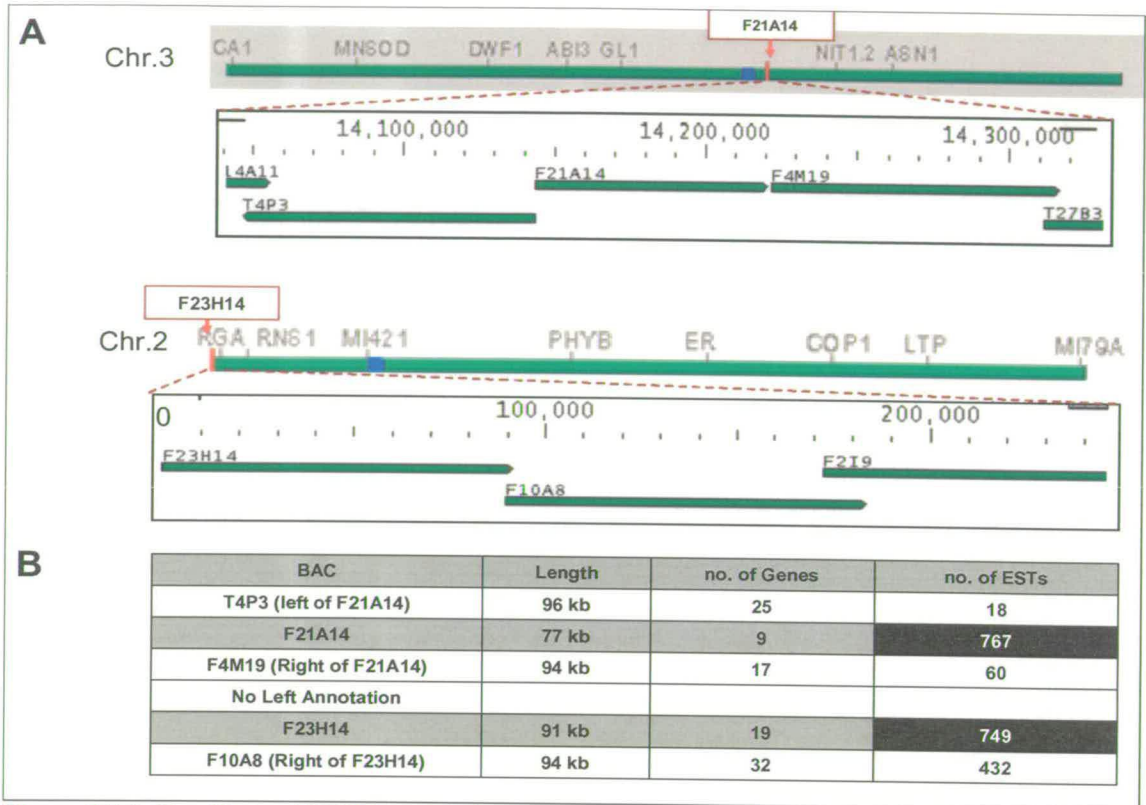 A
F21A14
Chr.3
CA1 MNSOD DWF1 ABI3 GL1 NIT1.2 ASN1
14,100,000 14,200,000 14,300,000
L4A11 F21A14 F4M19
T4P3 T27B3
F23H14
Chr.2
RGA RNS1 MI421 PHYB ER COP1 LTP MI79A
0 100,000 200,000
F23H14 F2I9
F10A8
B
BAC Length no. of Genes no. of ESTs
T4P3 (left of F21A14) 96 kb 25 18
F21A14 77 kb 9 767
F4M19 (Right of F21A14) 94 kb 17 60
No Left Annotation
F23H14 91 kb 19 749
F10A8 (Right of F23H14) 94 kb 32 432